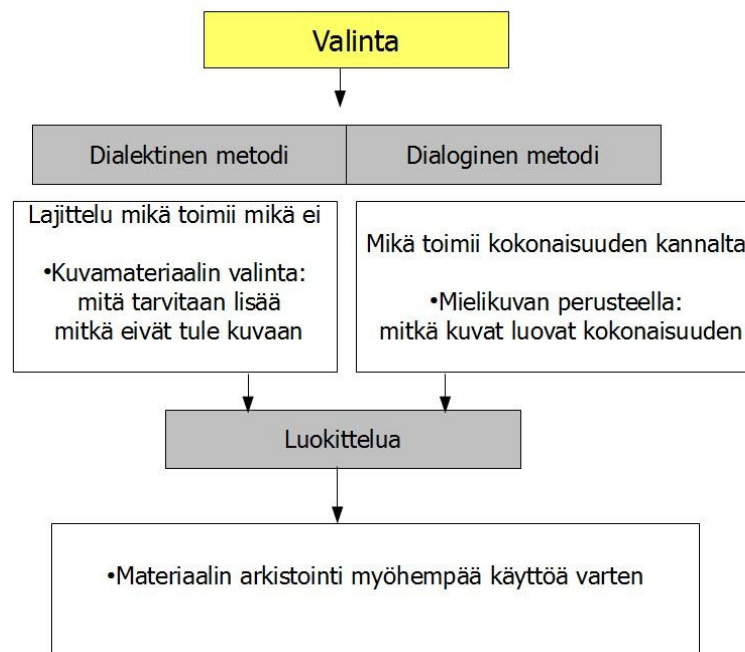 Valinta
Dialektinen metodi
Dialoginen metodi
Lajittelu mikä toimii mikä ei
•Kuvamateriaalin valinta:
mitä tarvitaan lisää
mitkä eivät tule kuvaan
Mikä toimii kokonaisuuden kannalta
•Mielikuvan perusteella:
mitkä kuvat luovat kokonaisuuden
Luokittelua
•Materiaalin arkistointi myöhempää käyttöä varten